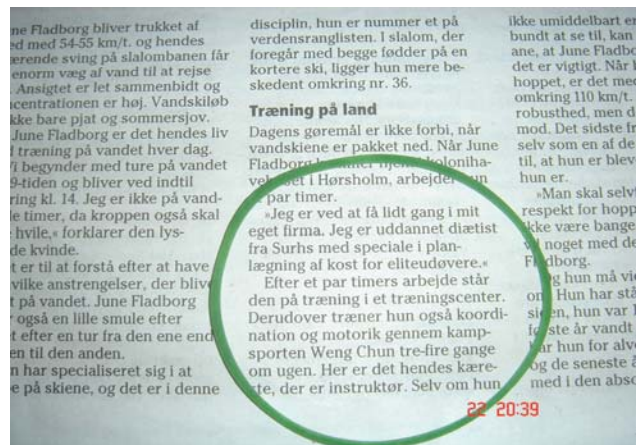 ne Fladborg bliver trukket af
ed med 54-55 km/t. og hendes
erende sving på slalombanen får
enorm væg af vand til at rejse
Ansigtet er let sammenbidt og
centrationen er høj. Vandskiløb
kke bare pjat og sommersjov.
June Fladborg er det hendes liv
træning på vandet hver dag.
i begynder med ture på vandet
9-tiden og bliver ved indtil
ring kl. 14. Jeg er ikke på vand-
e timer, da kroppen også skal
hvile,« forklarer den lys-
de kvinde.
t er til at forstå efter at have
vilke anstrengelser, der blive
t på vandet. June Fladborg
også en lille smule efter
t efter en tur fra den ene end
en til den anden.
n har specialiseret sig i at
e på skiene, og det er i denne
disciplin, hun er nummer et på
verdensranglisten. I slalom, der
foregår med begge fødder på en
kortere ski, ligger hun mere be-
skedent omkring nr. 36.
Træning på land
Dagens gøremål er ikke forbi, når
vandskiene er pakket ned. Når June
Fladborg hjem i koloniha-
i Hørsholm, arbejder hun
et par timer.
»Jeg er ved at få lidt gang i mit
eget firma. Jeg er uddannet diætist
fra Surhs med speciale i plan-
lægning af kost for eliteudøvere.«
Efter et par timers arbejde står
den på træning i et træningscenter.
Derudover træner hun også koordi-
nation og motorik gennem kamp-
sporten Weng Chun tre-fire gange
om ugen. Her er det hendes kære-
ste, der er instruktør. Selv om hun
ikke umiddelbart e
bundt at se til, kan
ane, at June Fladbo
det er vigtigt. Når
hoppet, er det me
omkring 110 km/t.
robusthed, men d
mod. Det sidste fr
selv som en af de
til, at hun er blev
hun er.
»Man skal selv
respekt for hopp
ikke være bange
noget med de
Fladborg.
og hun må vi
om. Hun har stå
siden, hun var
første år vandt
har hun for alvo
og de seneste å
med i den abso
22 20:39